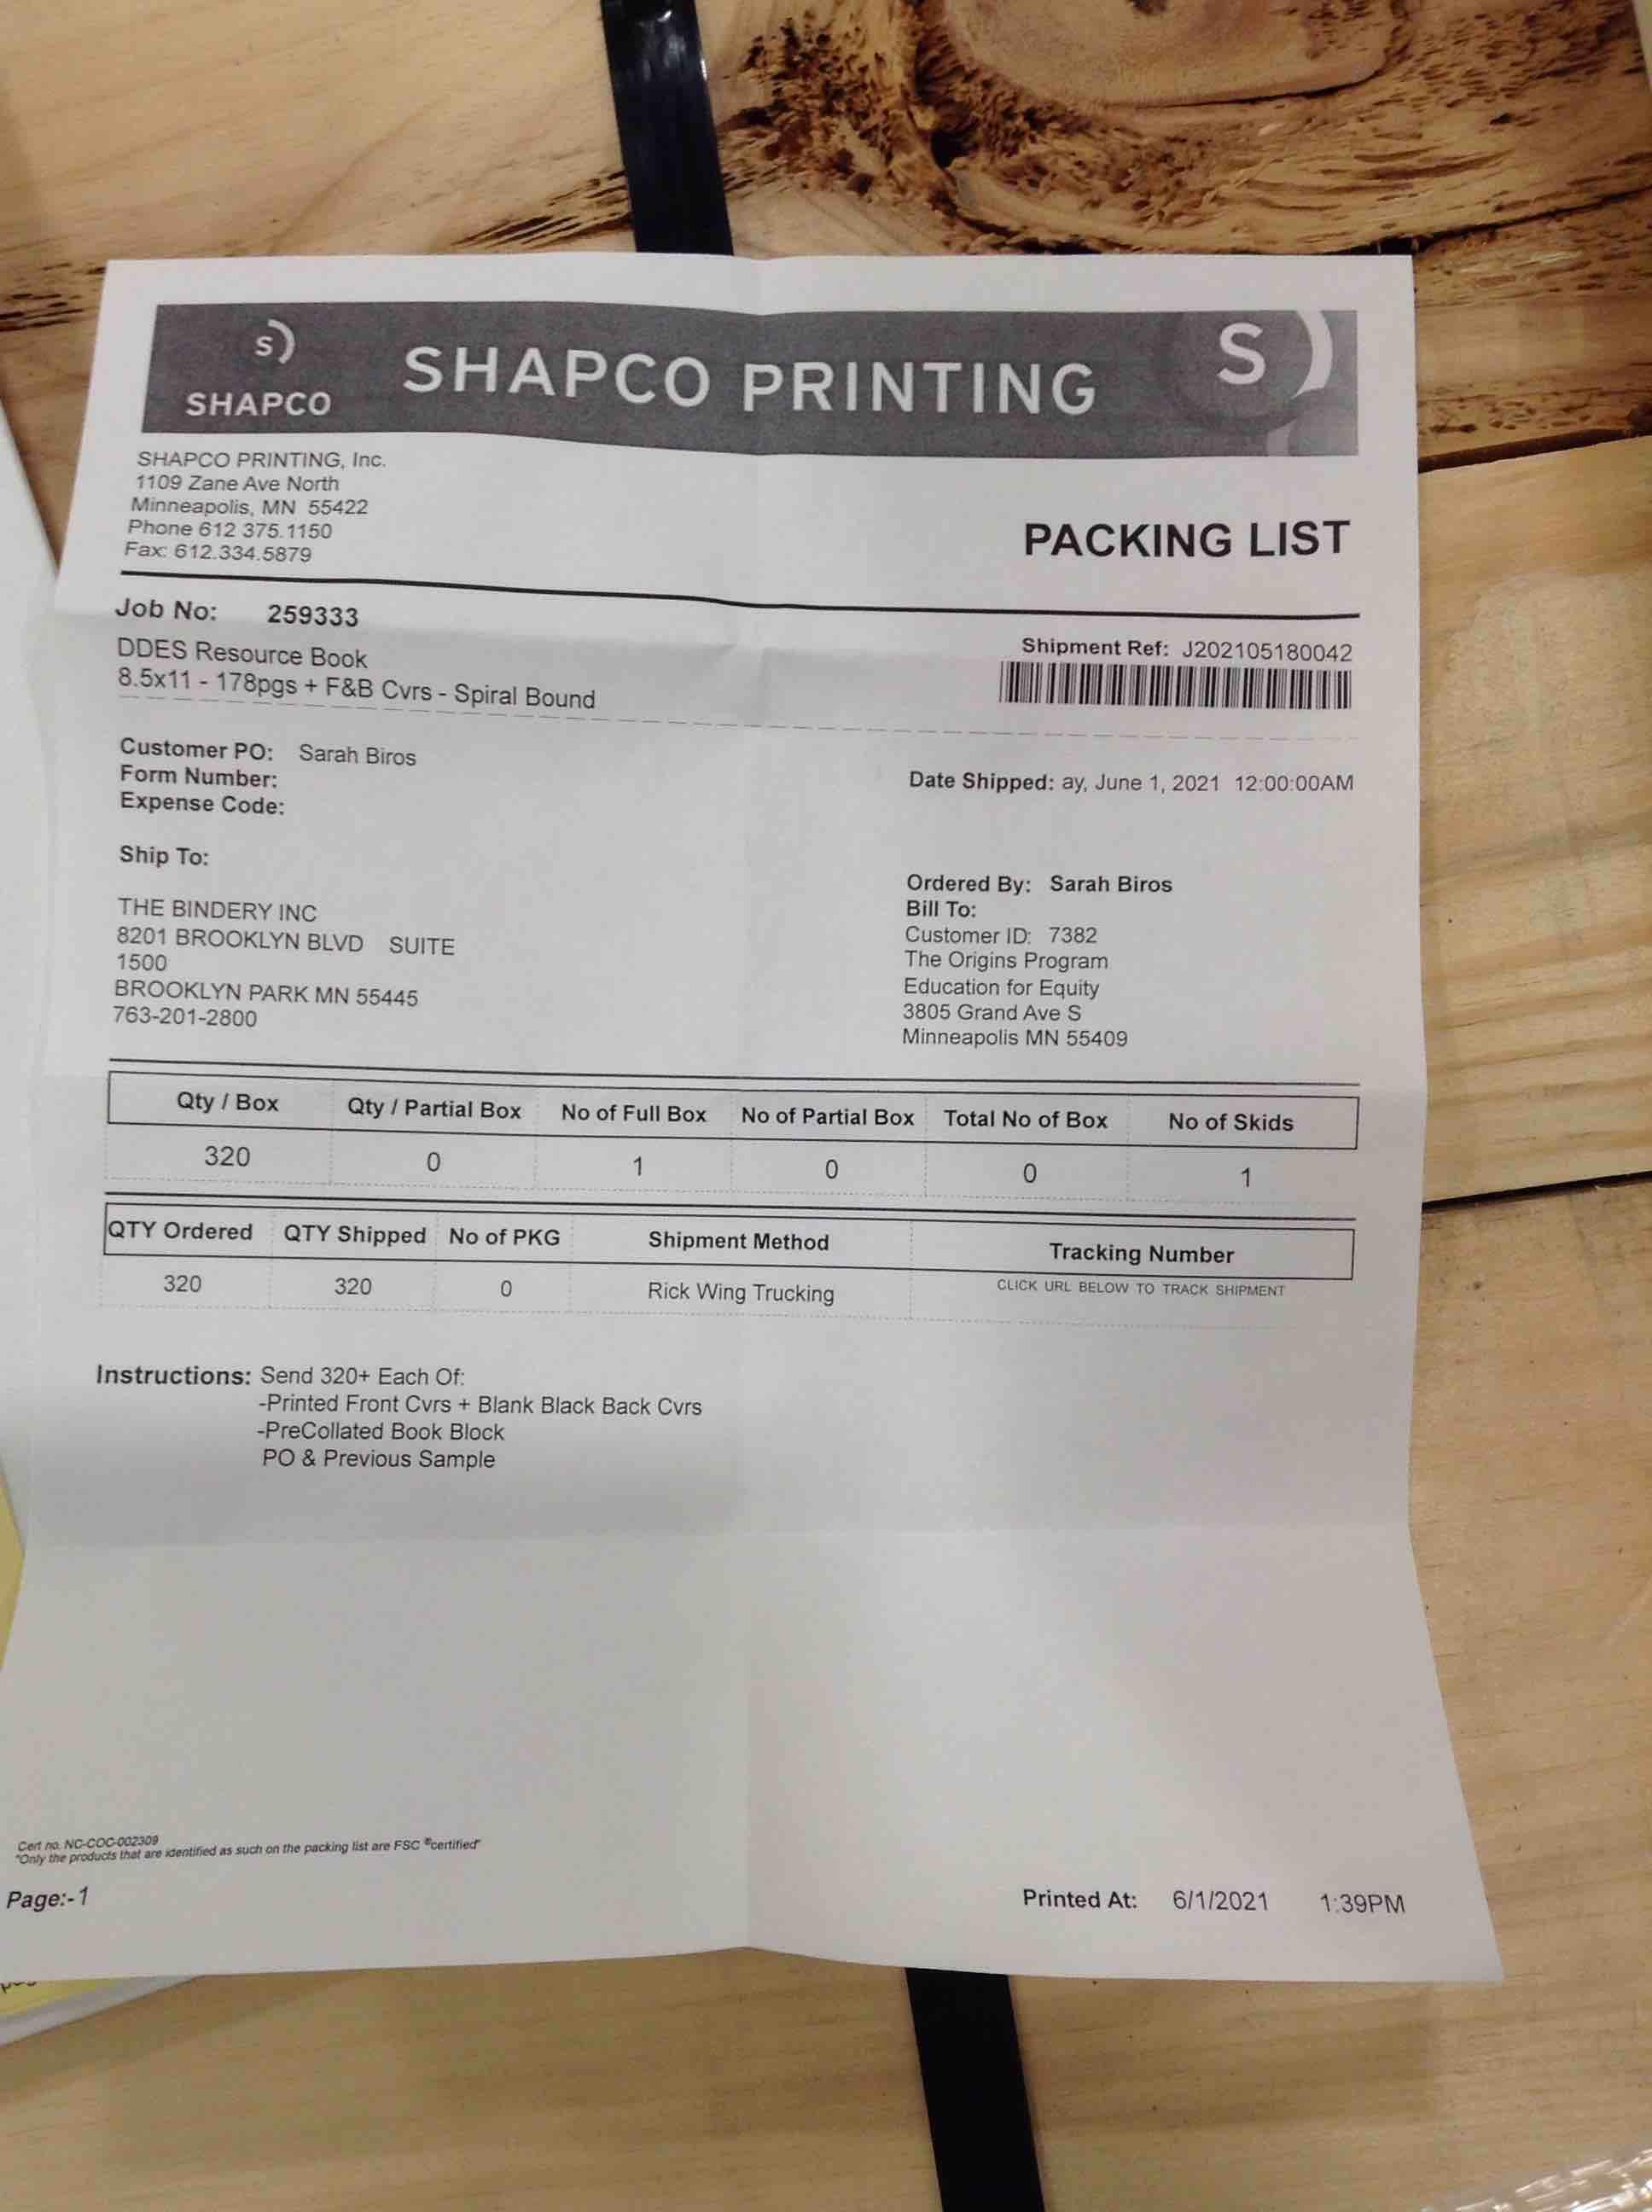 s)
SHAPCO
SHAPCO PRINTING
S)
SHAPCO PRINTING, Inc.
1109 Zane Ave North
Minneapolis, MN 55422
Phone 612 375.1150
Fax: 612.334.5879
PACKING LIST
Job No: 259333
DDES Resource Book
8.5x11 - 178pgs + F&B Cvrs - Spiral Bound
Shipment Ref: J202105180042
Customer PO: Sarah Biros
Form Number:
Expense Code:
Date Shipped: ay, June 1, 2021 12:00:00AM
Ship To:
THE BINDERY INC
8201 BROOKLYN BLVD SUITE
1500
BROOKLYN PARK MN 55445
763-201-2800
Ordered By: Sarah Biros
Bill To:
Customer ID: 7382
The Origins Program
Education for Equity
3805 Grand Ave S
Minneapolis MN 55409
Qty / Box Qty / Partial Box No of Full Box No of Partial Box Total No of Box No of Skids
320 0 1 0 0 1
QTY Ordered QTY Shipped No of PKG Shipment Method Tracking Number
320 320 0 Rick Wing Trucking CLICK URL BELOW TO TRACK SHIPMENT
Instructions: Send 320+ Each Of:
-Printed Front Cvrs + Blank Black Back Cvrs
-PreCollated Book Block
PO & Previous Sample
Cert no. NC-COC-002309
"Only the products that are identified as such on the packing list are FSC ®certified"
Page:-1
Printed At: 6/1/2021 1:39PM